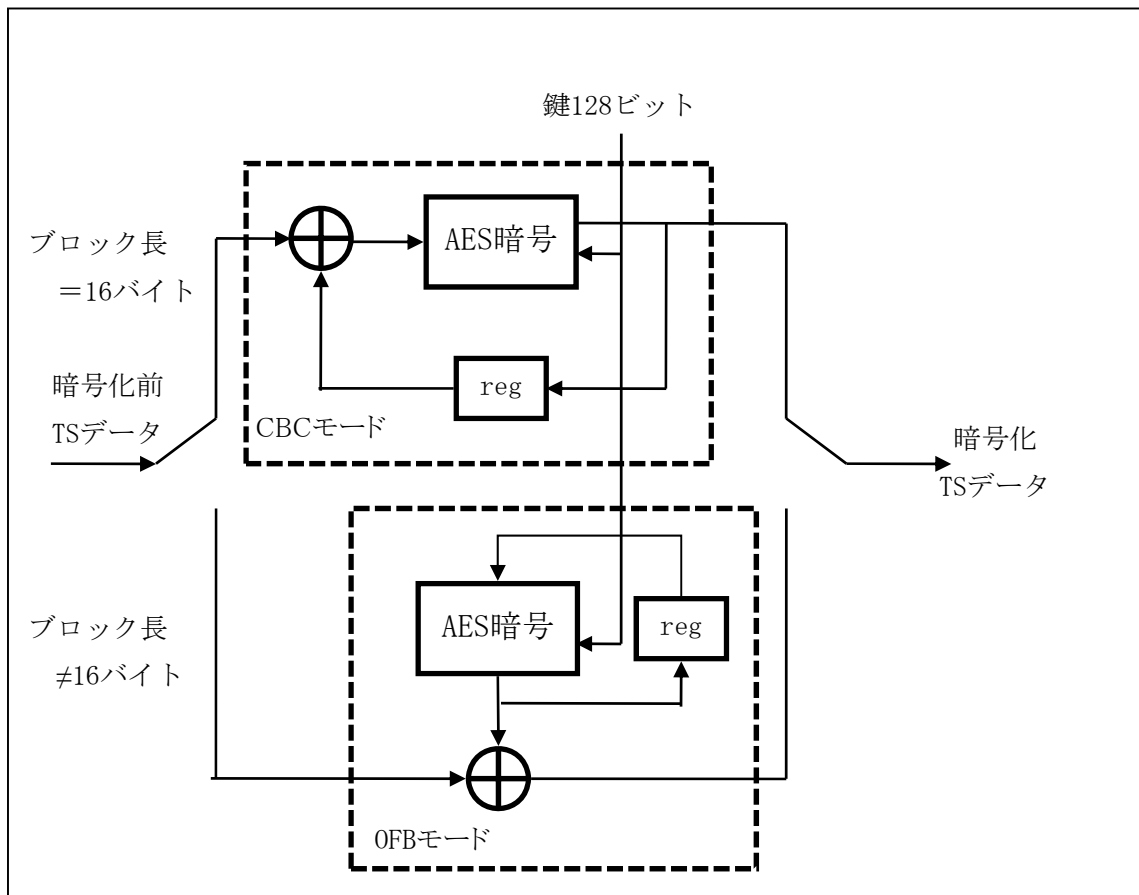 鍵128ビット
ブロック長
＝16バイト
AES暗号
reg
暗号化前
TSデータ
CBCモード
暗号化
TSデータ
ブロック長
≠16バイト
AES暗号
reg
OFBモード